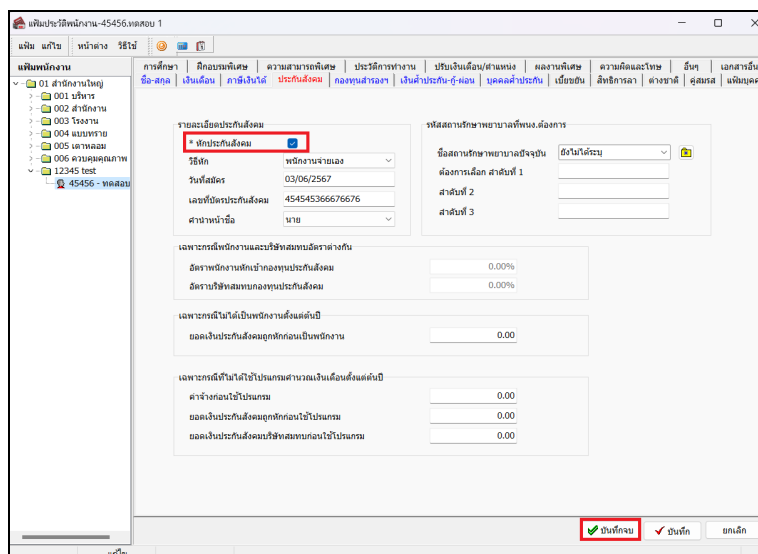 แฟ้มประวัติพนักงาน-45456.ทดสอบ 1
แฟ้ม แก้ไข หน้าต่าง วิธีใช้
แฟ้มพนักงาน
01 สำนักงานใหญ่
001 บริหาร
002 สำนักงาน
003 โรงงาน
004 แบบทราย
005 เตาหลอม
006 ควบคุมคุณภาพ
12345 test
45456 - ทดสอบ
การศึกษา ฝึกอบรมพิเศษ ความสามารถพิเศษ ประวัติการทำงาน ปรับเงินเดือน/ตำแหน่ง ผลงานพิเศษ ความผิดและโทษ อื่นๆ เอกสารอื่น
ชื่อ-สกุล เงินเดือน ภาษีเงินได้ ประกันสังคม กองทุนสำรองฯ เงินค้ำประกัน-กู้-ผ่อน บุคคลค้ำประกัน เบี้ยขยัน สิทธิการลา ต่างชาติ คู่สมรส แฟ้มบุคค
รายละเอียดประกันสังคม
* หักประกันสังคม
วิธีหัก พนักงานจ่ายเอง
วันที่สมัคร 03/06/2567
เลขที่บัตรประกันสังคม 454545366676676
คำนำหน้าชื่อ นาย
รหัสสถานรักษาพยาบาลที่พนง.ต้องการ
ชื่อสถานรักษาพยาบาลปัจจุบัน ยังไม่ได้ระบุ
ต้องการเลือก ลำดับที่ 1
ลำดับที่ 2
ลำดับที่ 3
เฉพาะกรณีพนักงานและบริษัทสมทบอัตราต่างกัน
อัตราพนักงานหักเข้ากองทุนประกันสังคม 0.00%
อัตราบริษัทสมทบกองทุนประกันสังคม 0.00%
เฉพาะกรณีไม่ได้เป็นพนักงานตั้งแต่ต้นปี
ยอดเงินประกันสังคมถูกหักก่อนเป็นพนักงาน 0.00
เฉพาะกรณีที่ไม่ได้ใช้โปรแกรมคำนวณเงินเดือนตั้งแต่ต้นปี
ค่าจ้างก่อนใช้โปรแกรม 0.00
ยอดเงินประกันสังคมถูกหักก่อนใช้โปรแกรม 0.00
ยอดเงินประกันสังคมบริษัทสมทบก่อนใช้โปรแกรม 0.00
บันทึกจบ บันทึก ยกเลิก
แก้ไข